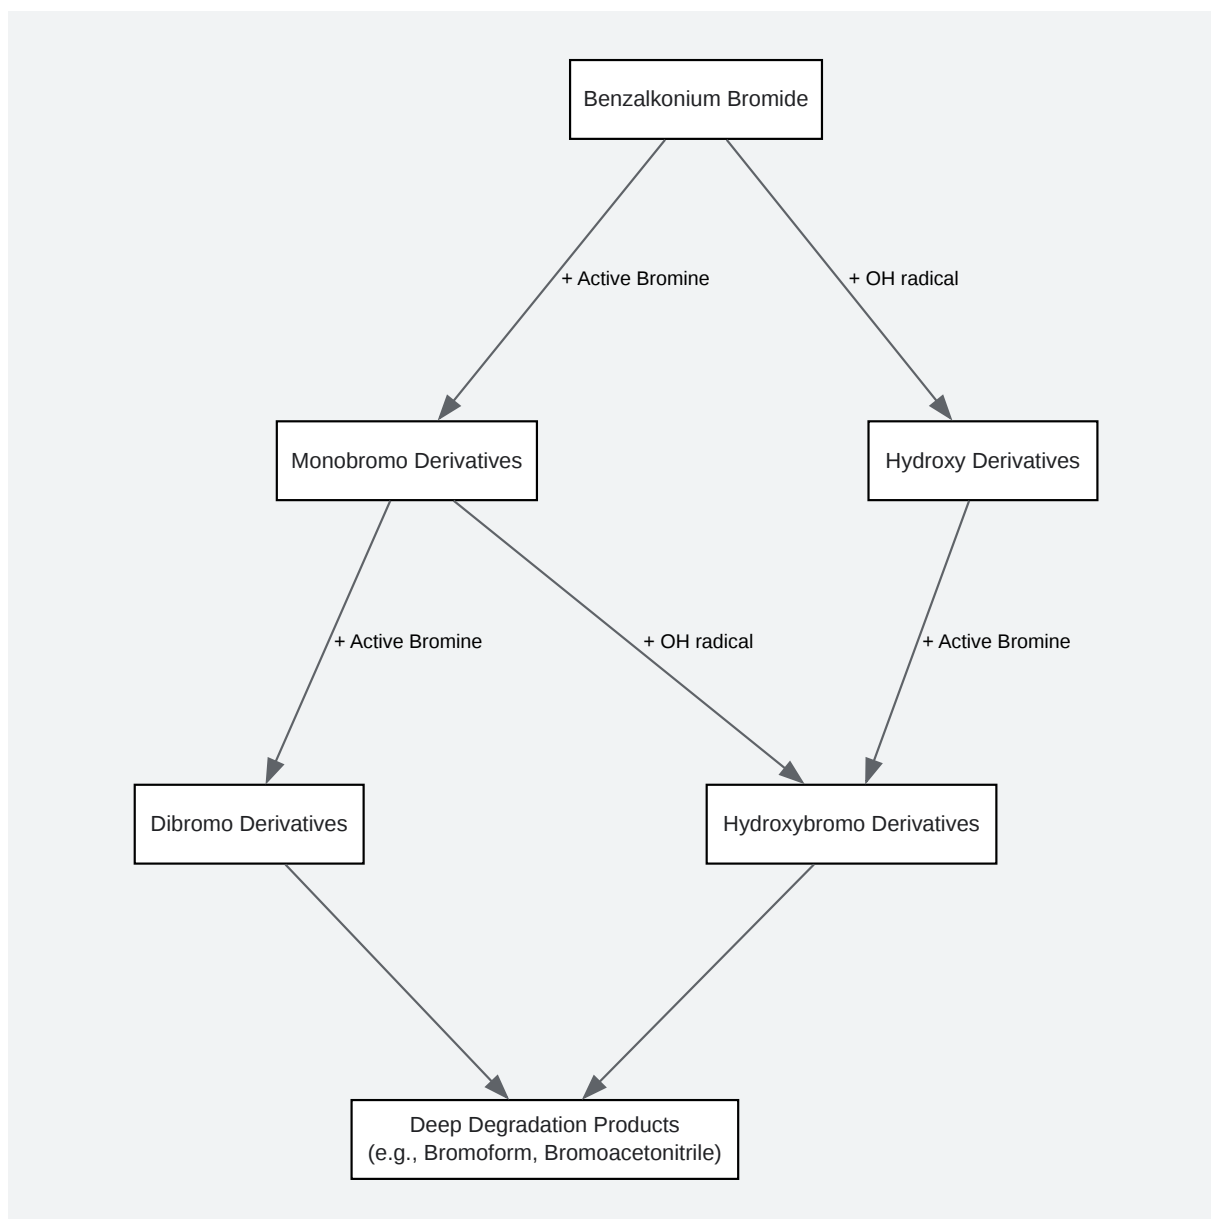 Benzalkonium Bromide
+ Active Bromine
+ OH radical
Monobromo Derivatives
Hydroxy Derivatives
+ Active Bromine
+ OH radical
+ Active Bromine
Dibromo Derivatives
Hydroxybromo Derivatives
Deep Degradation Products
(e.g., Bromoform, Bromoacetonitrile)